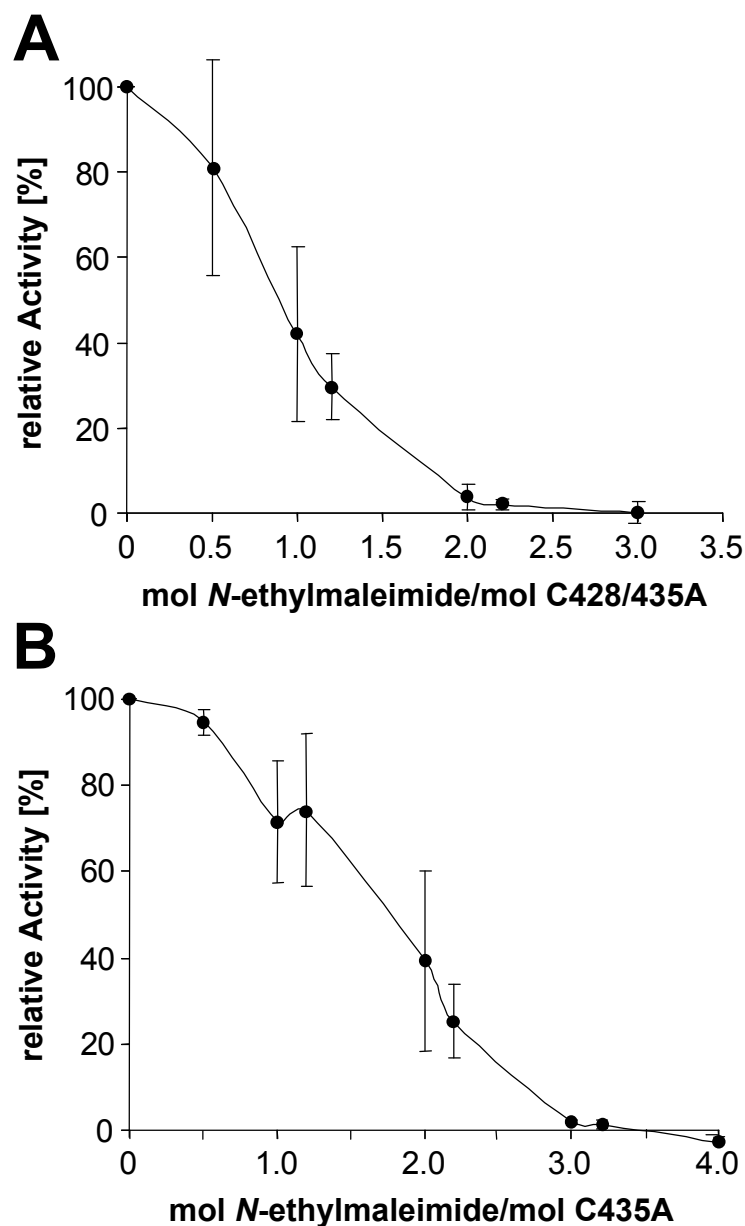 A
100
80
60
40
20
0
relative Activity [%]
0 0.5 1.0 1.5 2.0 2.5 3.0 3.5
mol N-ethylmaleimide/mol C428/435A
B
100
80
60
40
20
0
relative Activity [%]
0 1.0 2.0 3.0 4.0
mol N-ethylmaleimide/mol C435A